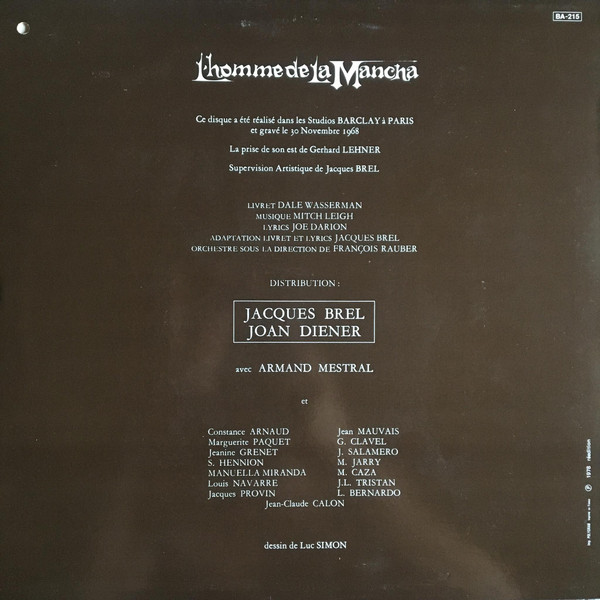 BA-215
L'homme de La Mancha
Ce disque a été réalisé dans les Studios BARCLAY à PARIS
et gravé le 30 Novembre 1968
La prise de son est de Gerhard LEHNER
Supervision Artistique de Jacques BREL
LIVRET DALE WASSERMAN
MUSIQUE MITCH LEIGH
LYRICS JOE DARION
ADAPTATION LIVRET ET LYRICS JACQUES BREL
ORCHESTRE SOUS LA DIRECTION DE FRANÇOIS RAUBER
DISTRIBUTION :
JACQUES BREL
JOAN DIENER
avec ARMAND MESTRAL
et
Constance ARNAUD
Marguerite PAQUET
Jeanine GRENET
S. HENNION
MANUELLA MIRANDA
Louis NAVARRE
Jacques PROVIN
Jean MAUVAIS
G. CLAVEL
J. SALAMERO
M. JARRY
M. CAZA
J.L. TRISTAN
L. BERNARDO
Jean-Claude CALON
dessin de Luc SIMON
℗ 1978 - réédition